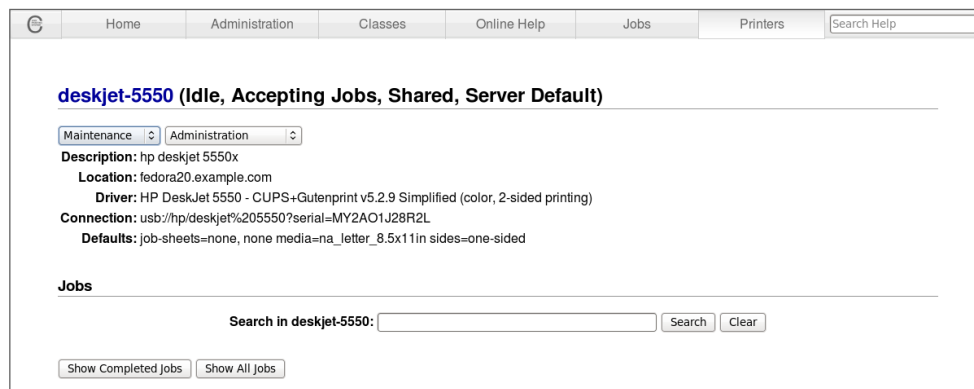 Home Administration Classes Online Help Jobs Printers Search Help
deskjet-5550 (Idle, Accepting Jobs, Shared, Server Default)
Maintenance Administration
Description: hp deskjet 5550x
Location: fedora20.example.com
Driver: HP DeskJet 5550 - CUPS+Gutenprint v5.2.9 Simplified (color, 2-sided printing)
Connection: usb://hp/deskjet%205550?serial=MY2AO1J28R2L
Defaults: job-sheets=none, none media=na_letter_8.5x11in sides=one-sided
Jobs
Search in deskjet-5550: Search Clear
Show Completed Jobs Show All Jobs